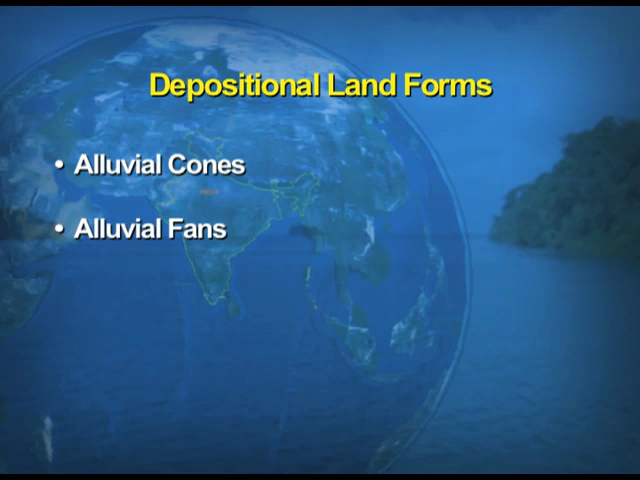 Depositional Land Forms
• Alluvial Cones
• Alluvial Fans